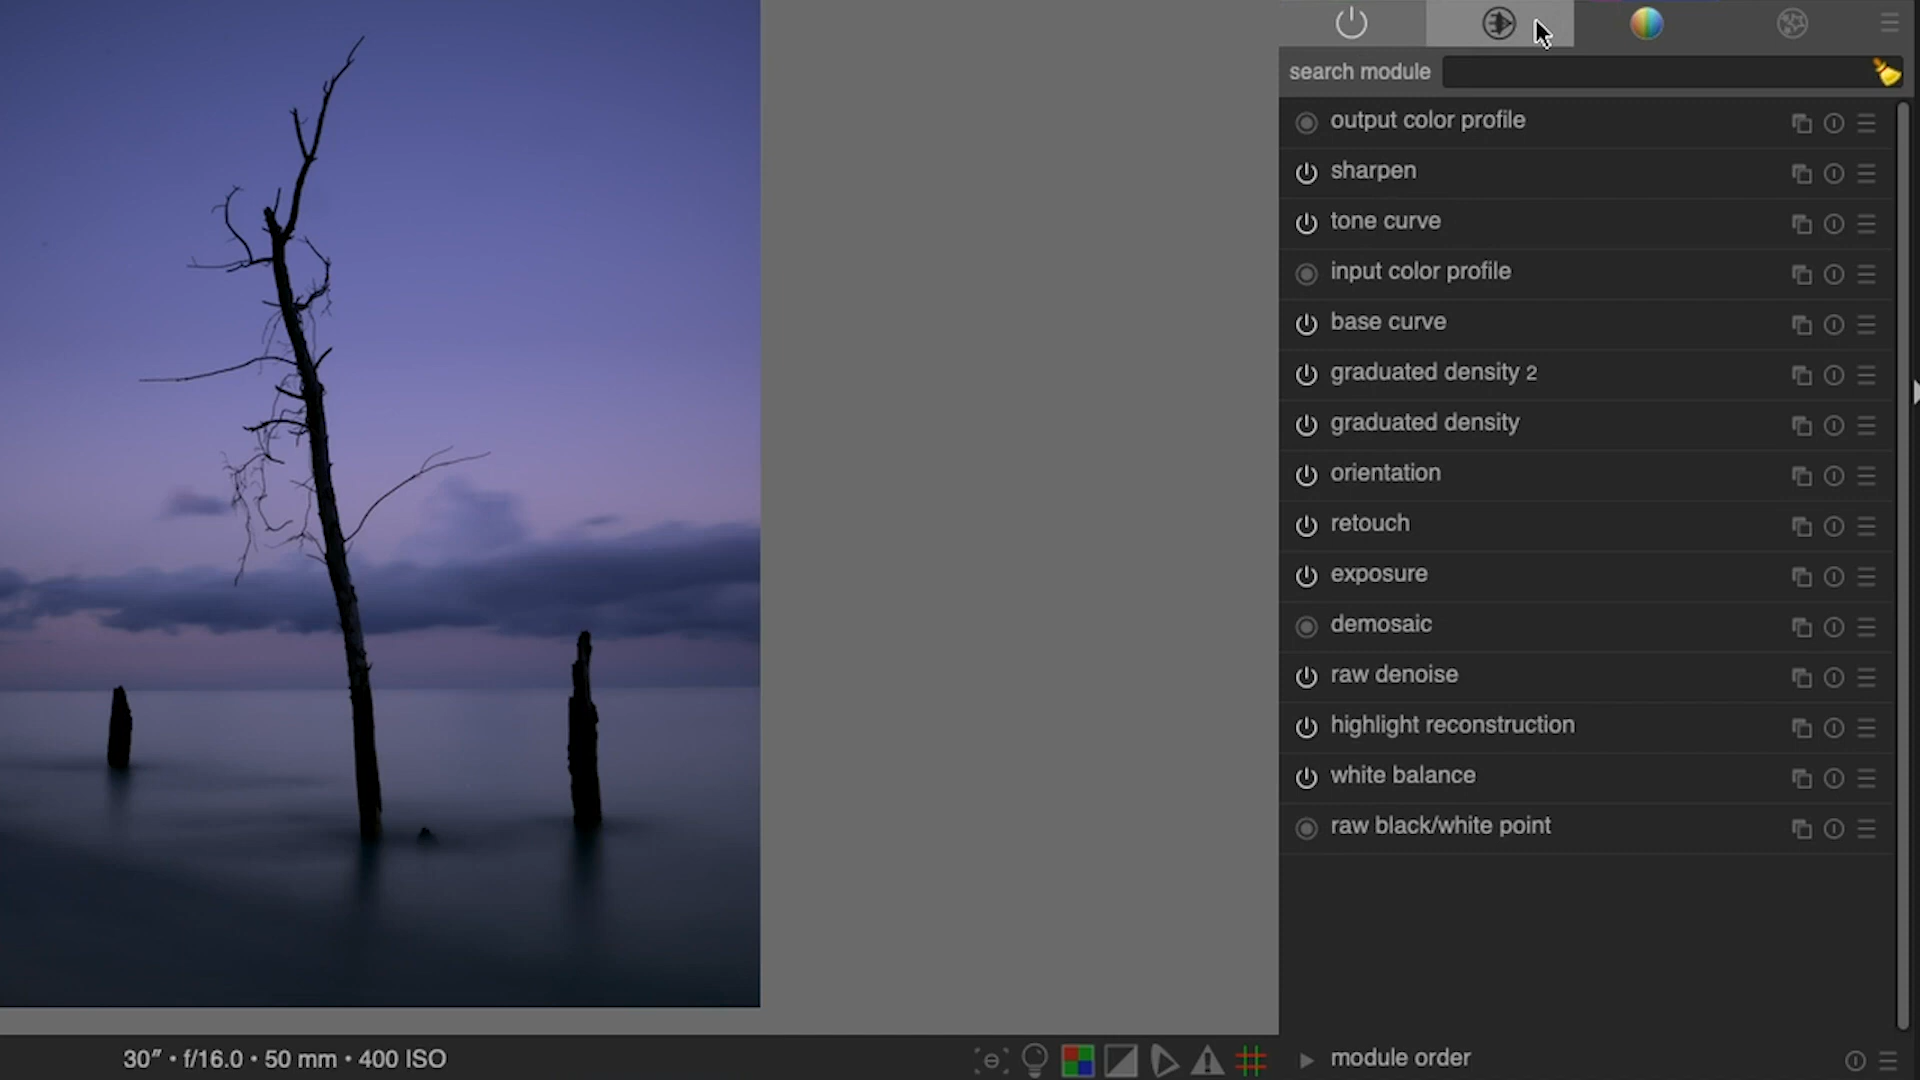 search module
output color profile
sharpen
tone curve
input color profile
base curve
graduated density 2
graduated density
orientation
retouch
exposure
demosaic
raw denoise
highlight reconstruction
white balance
raw black/white point
30″ • f/16.0 • 50 mm • 400 ISO
module order